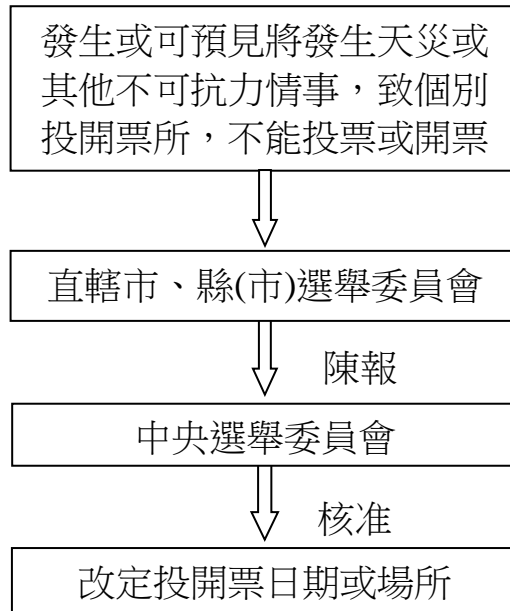 發生或可預見將發生天災或
其他不可抗力情事，致個別
投開票所，不能投票或開票
直轄市、縣(市)選舉委員會
陳報
中央選舉委員會
核准
改定投開票日期或場所